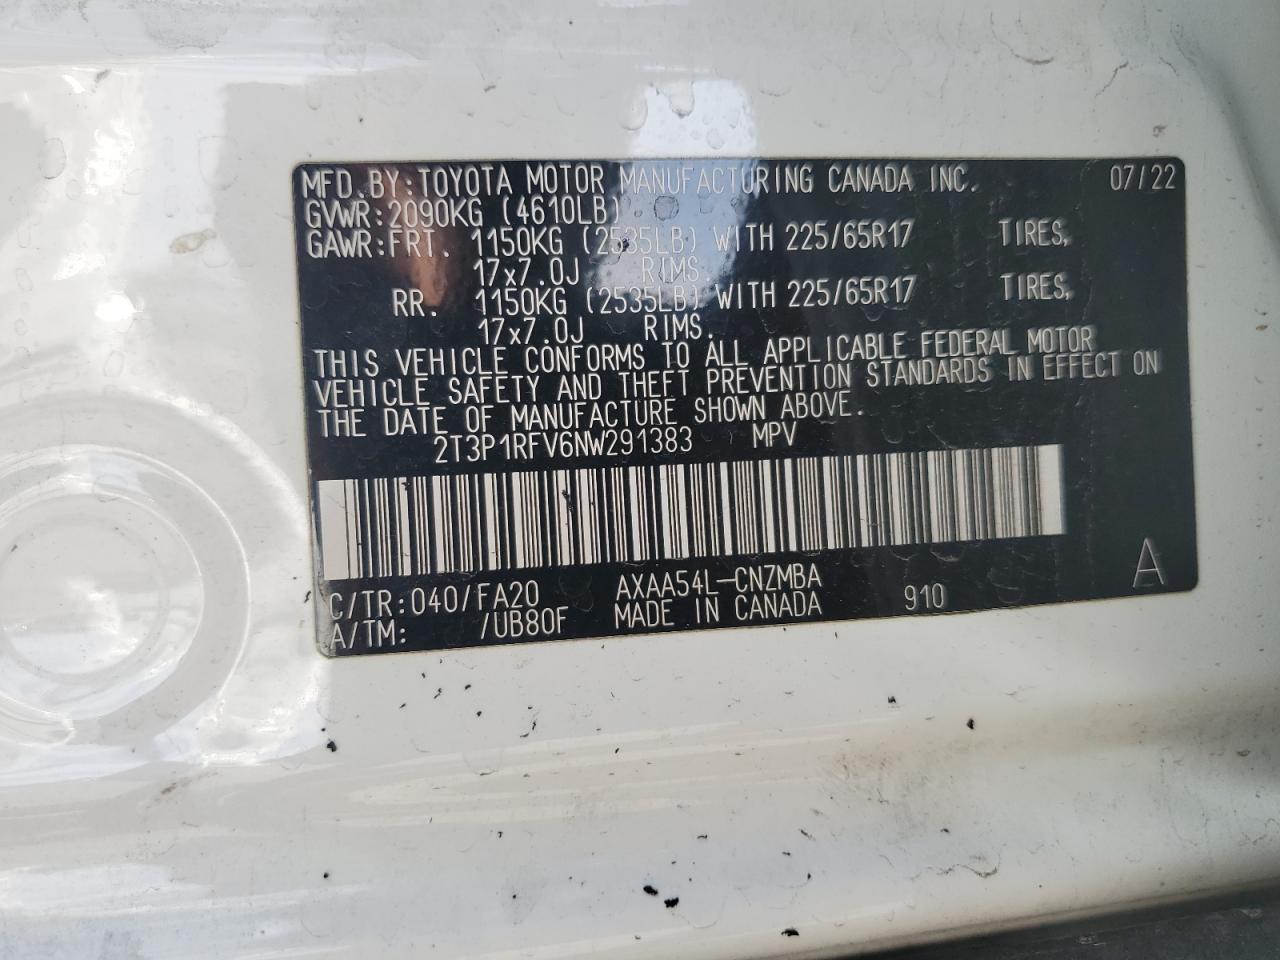 MFD. BY: TOYOTA MOTOR MANUFACTURING CANADA INC. 07/22
GVWR: 2090KG (4610LB)
GAWR: FRT. 1150KG (2535LB) WITH 225/65R17 TIRES,
17x7.0J RIMS.
RR. 1150KG (2535LB) WITH 225/65R17 TIRES,
17x7.0J RIMS.
THIS VEHICLE CONFORMS TO ALL APPLICABLE FEDERAL MOTOR
VEHICLE SAFETY AND THEFT PREVENTION STANDARDS IN EFFECT ON
THE DATE OF MANUFACTURE SHOWN ABOVE.
2T3P1RFV6NW291383 MPV
C/TR: 040/FA20 AXAA54L-CNZMBA
A/TM: /UB80F MADE IN CANADA 910 A